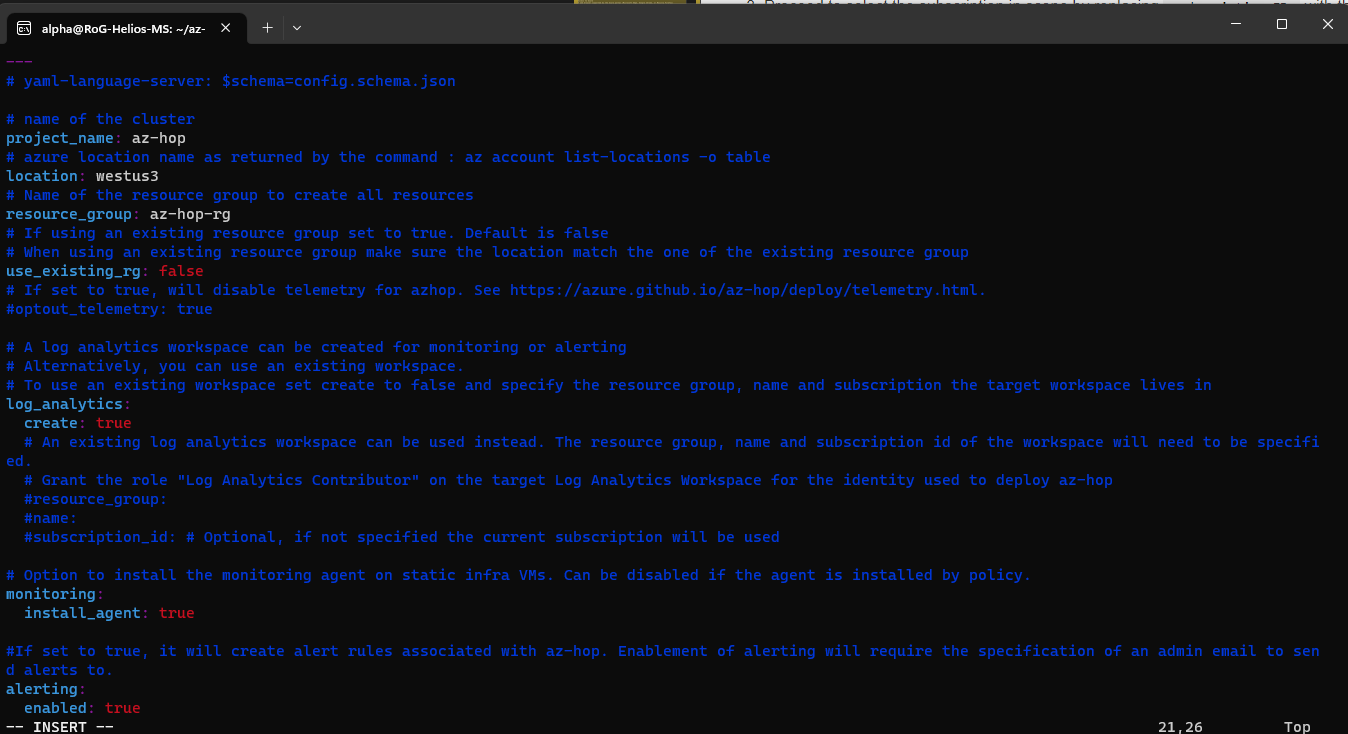 2. Proceed to select the subscription in scope by replacing
alpha@RoG-Helios-MS: ~/az-
---
# yaml-language-server: $schema=config.schema.json
# name of the cluster
project_name: az-hop
# azure location name as returned by the command : az account list-locations -o table
location: westus3
# Name of the resource group to create all resources
resource_group: az-hop-rg
# If using an existing resource group set to true. Default is false
# When using an existing resource group make sure the location match the one of the existing resource group
use_existing_rg: false
# If set to true, will disable telemetry for azhop. See https://azure.github.io/az-hop/deploy/telemetry.html.
#optout_telemetry: true
# A log analytics workspace can be created for monitoring or alerting
# Alternatively, you can use an existing workspace.
# To use an existing workspace set create to false and specify the resource group, name and subscription the target workspace lives in
log_analytics:
create: true
# An existing log analytics workspace can be used instead. The resource group, name and subscription id of the workspace will need to be specifi
ed.
# Grant the role "Log Analytics Contributor" on the target Log Analytics Workspace for the identity used to deploy az-hop
#resource_group:
#name:
#subscription_id: # Optional, if not specified the current subscription will be used
# Option to install the monitoring agent on static infra VMs. Can be disabled if the agent is installed by policy.
monitoring:
install_agent: true
#If set to true, it will create alert rules associated with az-hop. Enablement of alerting will require the specification of an admin email to sen
d alerts to.
alerting:
enabled: true
-- INSERT -- 21,26 Top